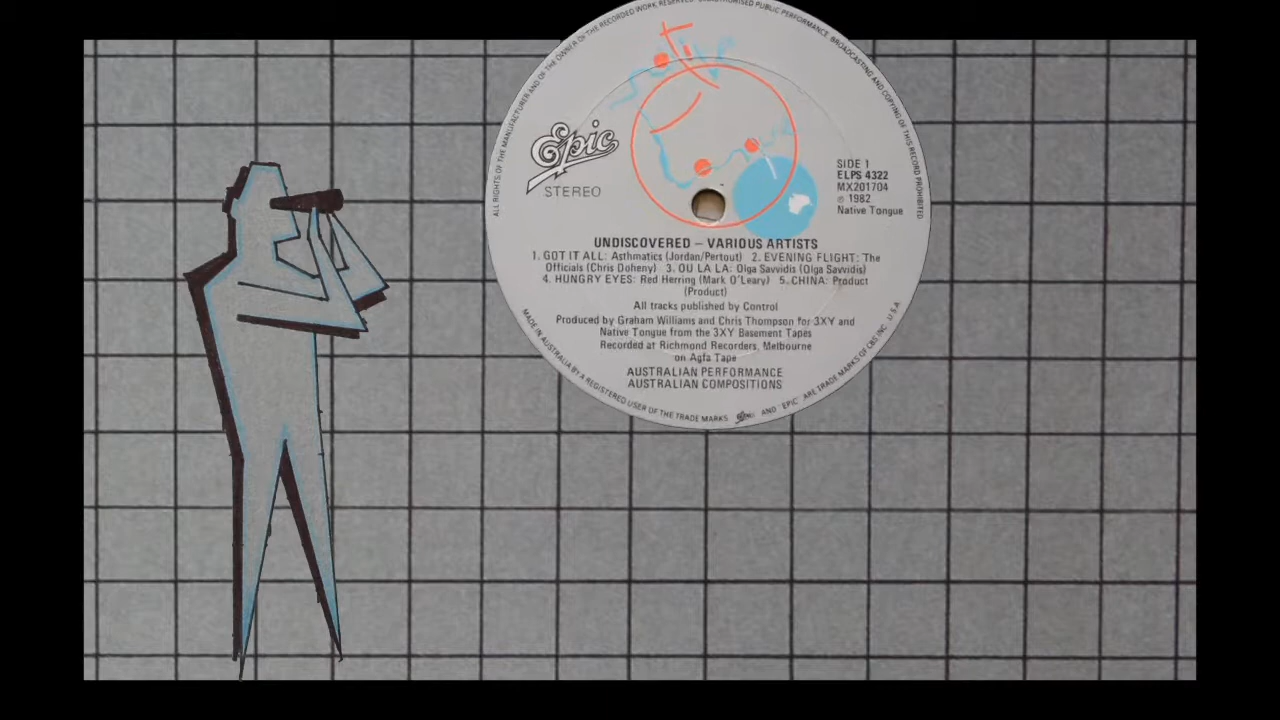 ALL RIGHTS OF THE MANUFACTURER AND OF THE OWNER OF THE RECORDED WORK RESERVED. UNAUTHORISED PUBLIC PERFORMANCE BROADCASTING AND COPYING OF THIS RECORD PROHIBITED
Epic
STEREO
SIDE 1
ELPS 4322
MX201704
℗ 1982
Native Tongue
UNDISCOVERED – VARIOUS ARTISTS
1. GOT IT ALL: Asthmatics (Jordan/Pertout) 2. EVENING FLIGHT: The
Officials (Chris Doheny) 3. OU LA LA: Olga Savvidis (Olga Savvidis)
4. HUNGRY EYES: Red Herring (Mark O'Leary) 5. CHINA: Product
(Product)
All tracks published by Control
Produced by Graham Williams and Chris Thompson for 3XY and
Native Tongue from the 3XY Basement Tapes
Recorded at Richmond Recorders, Melbourne
on Agfa Tape
AUSTRALIAN PERFORMANCE
AUSTRALIAN COMPOSITIONS
MADE IN AUSTRALIA BY A REGISTERED USER OF THE TRADE MARKS Epic AND "EPIC" ARE TRADE MARKS OF CBS INC U.S.A